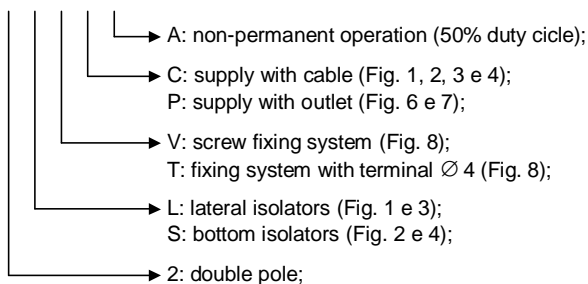 A: non-permanent operation (50% duty cicle);
C: supply with cable (Fig. 1, 2, 3 e 4);
P: supply with outlet (Fig. 6 e 7);
V: screw fixing system (Fig. 8);
T: fixing system with terminal ∅ 4 (Fig. 8);
L: lateral isolators (Fig. 1 e 3);
S: bottom isolators (Fig. 2 e 4);
2: double pole;